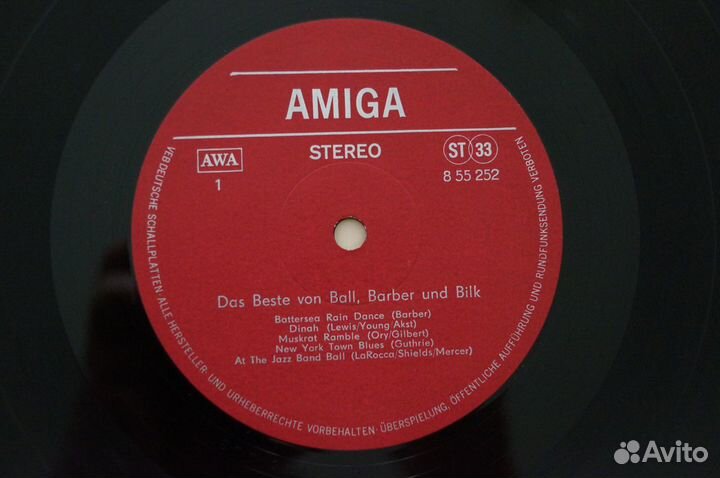 AMIGA
STEREO
AWA
1
ST 33
8 55 252
Das Beste von Ball, Barber und Bilk
Battersea Rain Dance (Barber)
Dinah (Lewis/Young Akst)
Muskrat Ramble (Ory/Gilbert)
New York Town Blues (Guthrie)
At The Jazz Band Ball (LaRocca/Shields/Mercer)
VEB DEUTSCHE SCHALLPLATTEN · ALLE HERSTELLER- UND URHEBERRECHTE VORBEHALTEN · ÜBERSPIELUNG, ÖFFENTLICHE AUFFÜHRUNG UND RUNDFUNKSENDUNG VERBOTEN
Avito